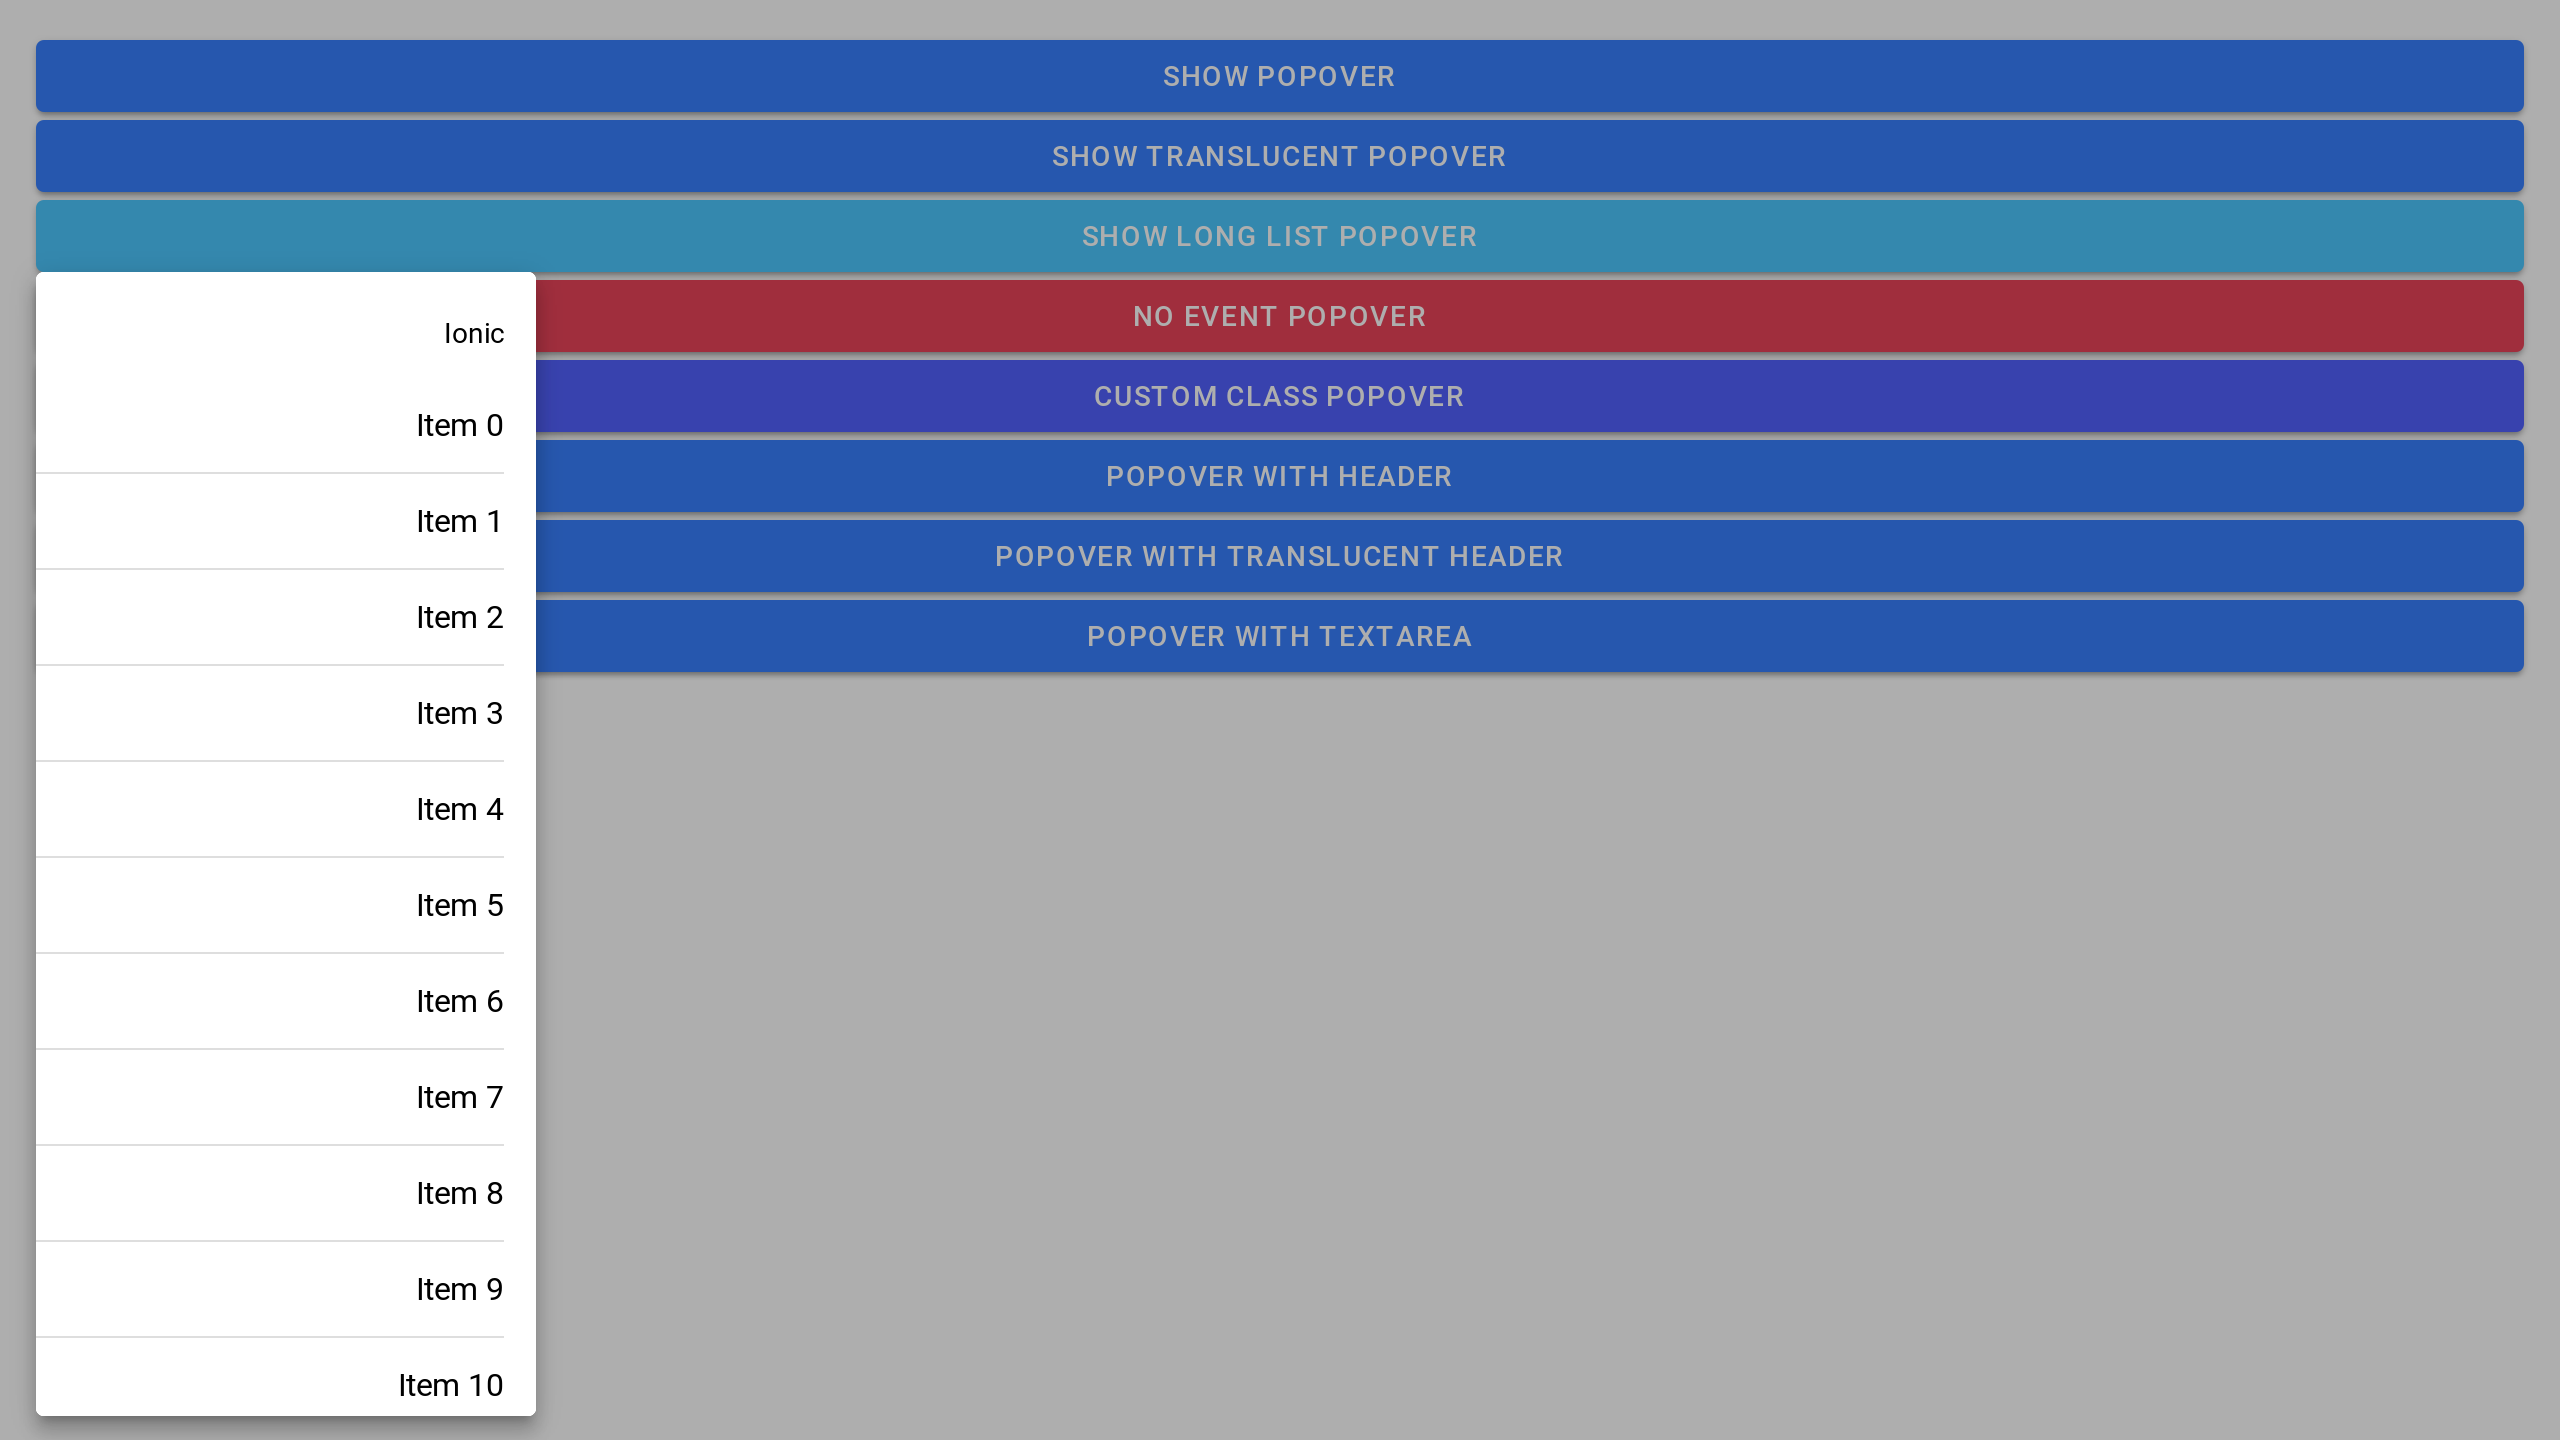 SHOW POPOVER
SHOW TRANSLUCENT POPOVER
SHOW LONG LIST POPOVER
NO EVENT POPOVER
CUSTOM CLASS POPOVER
POPOVER WITH HEADER
POPOVER WITH TRANSLUCENT HEADER
POPOVER WITH TEXTAREA
Ionic
Item 0
Item 1
Item 2
Item 3
Item 4
Item 5
Item 6
Item 7
Item 8
Item 9
Item 10